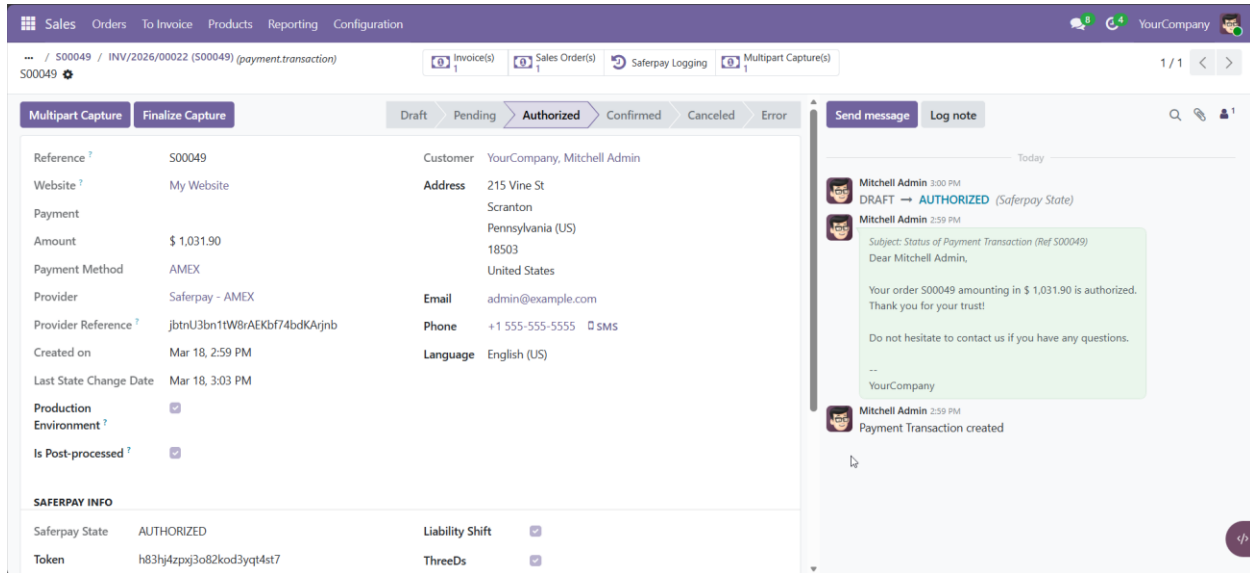 Sales Orders To Invoice Products Reporting Configuration 8 4 YourCompany
... / S00049 / INV/2026/00022 (S00049) (payment.transaction)
S00049
Invoice(s)
1
Sales Order(s)
1
Saferpay Logging
Multipart Capture(s)
1
1 / 1
Multipart Capture Finalize Capture
Draft Pending Authorized Confirmed Canceled Error
Send message Log note 1
Reference ? S00049
Website ? My Website
Payment
Amount $ 1,031.90
Payment Method AMEX
Provider Saferpay - AMEX
Provider Reference ? jbtnU3bn1tW8rAEKbf74bdKArjnb
Created on Mar 18, 2:59 PM
Last State Change Date Mar 18, 3:03 PM
Production
Environment ?
Is Post-processed ?
Customer YourCompany, Mitchell Admin
Address 215 Vine St
Scranton
Pennsylvania (US)
18503
United States
Email admin@example.com
Phone +1 555-555-5555 SMS
Language English (US)
SAFERPAY INFO
Saferpay State AUTHORIZED
Token h83hj4zpxj3o82kod3yqt4st7
Liability Shift
ThreeDs
Today
Mitchell Admin 3:00 PM
DRAFT → AUTHORIZED (Saferpay State)
Mitchell Admin 2:59 PM
Subject: Status of Payment Transaction (Ref S00049)
Dear Mitchell Admin,
Your order S00049 amounting in $ 1,031.90 is authorized.
Thank you for your trust!
Do not hesitate to contact us if you have any questions.
--
YourCompany
Mitchell Admin 2:59 PM
Payment Transaction created